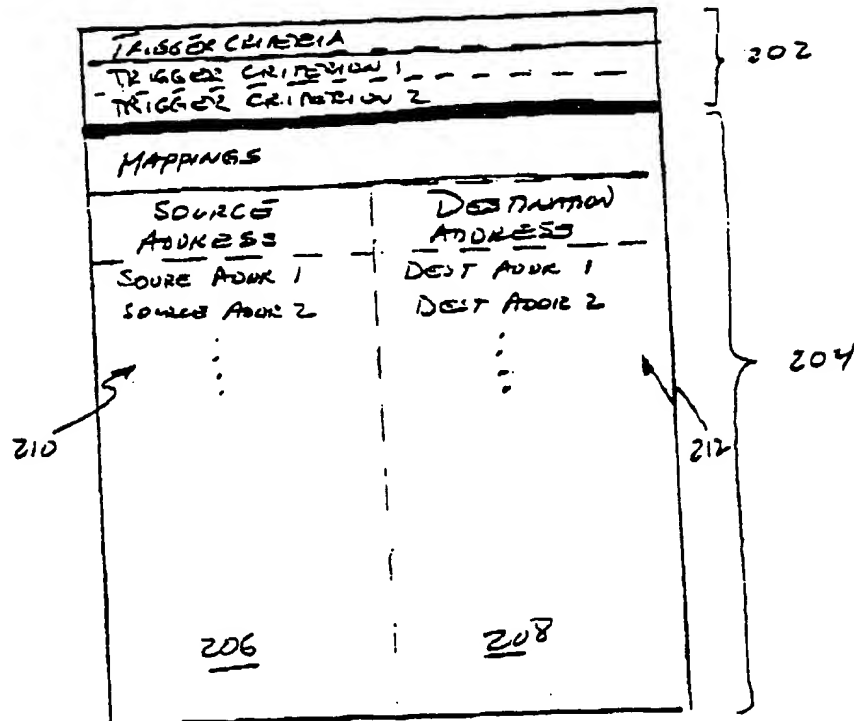 TRIGGER CRITERIA
TRIGGER CRITERION 1
TRIGGER CRITERION 2
202
MAPPINGS
SOURCE ADDRESS
DESTINATION ADDRESS
SOURE ADDR 1
DEST ADDR 1
SOURCE ADDR 2
DEST ADDR 2
204
210
212
206
208